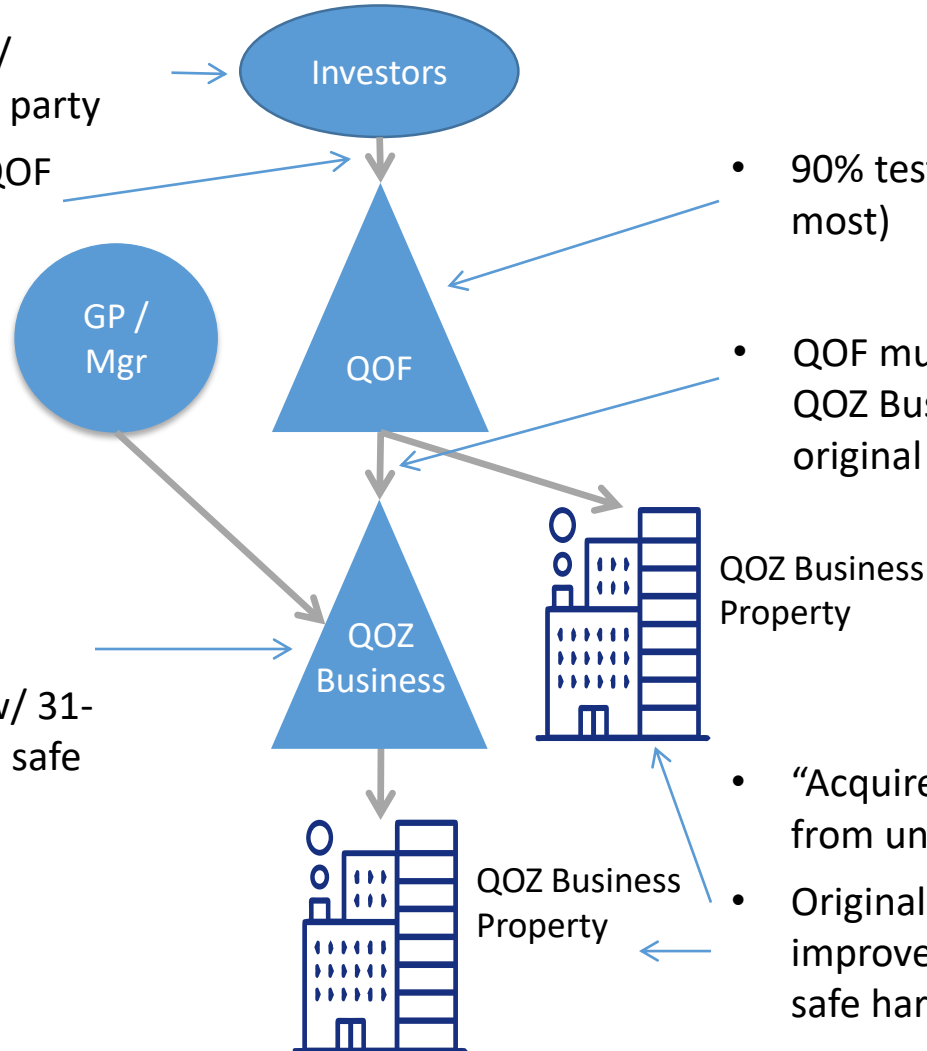 /
party
QOF
Investors
• 90% test
most)
GP /
Mgr
QOF
• QOF mu
QOZ Bus
original
QOZ Business
Property
QOZ
Business
w/ 31-
safe
• "Acquire
from un
QOZ Business
Property
• Original
improve
safe har